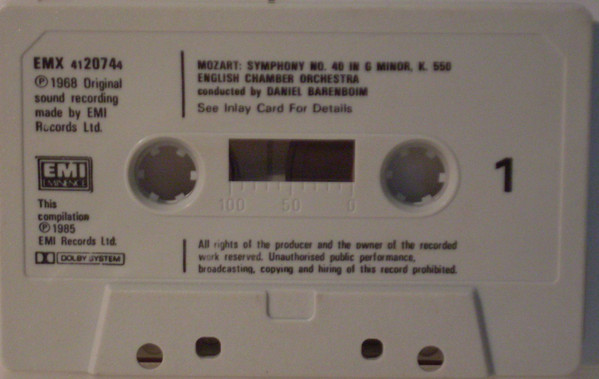 EMX 4120744
℗ 1968 Original
sound recording
made by EMI
Records Ltd.
MOZART: SYMPHONY NO. 40 IN G MINOR, K. 550
ENGLISH CHAMBER ORCHESTRA
conducted by DANIEL BARENBOIM
See Inlay Card For Details
EMI
EMINENCE
This
compilation
℗ 1985
EMI Records Ltd.
DOLBY SYSTEM
100 50 0
1
All rights of the producer and the owner of the recorded
work reserved. Unauthorised public performance,
broadcasting, copying and hiring of this record prohibited.